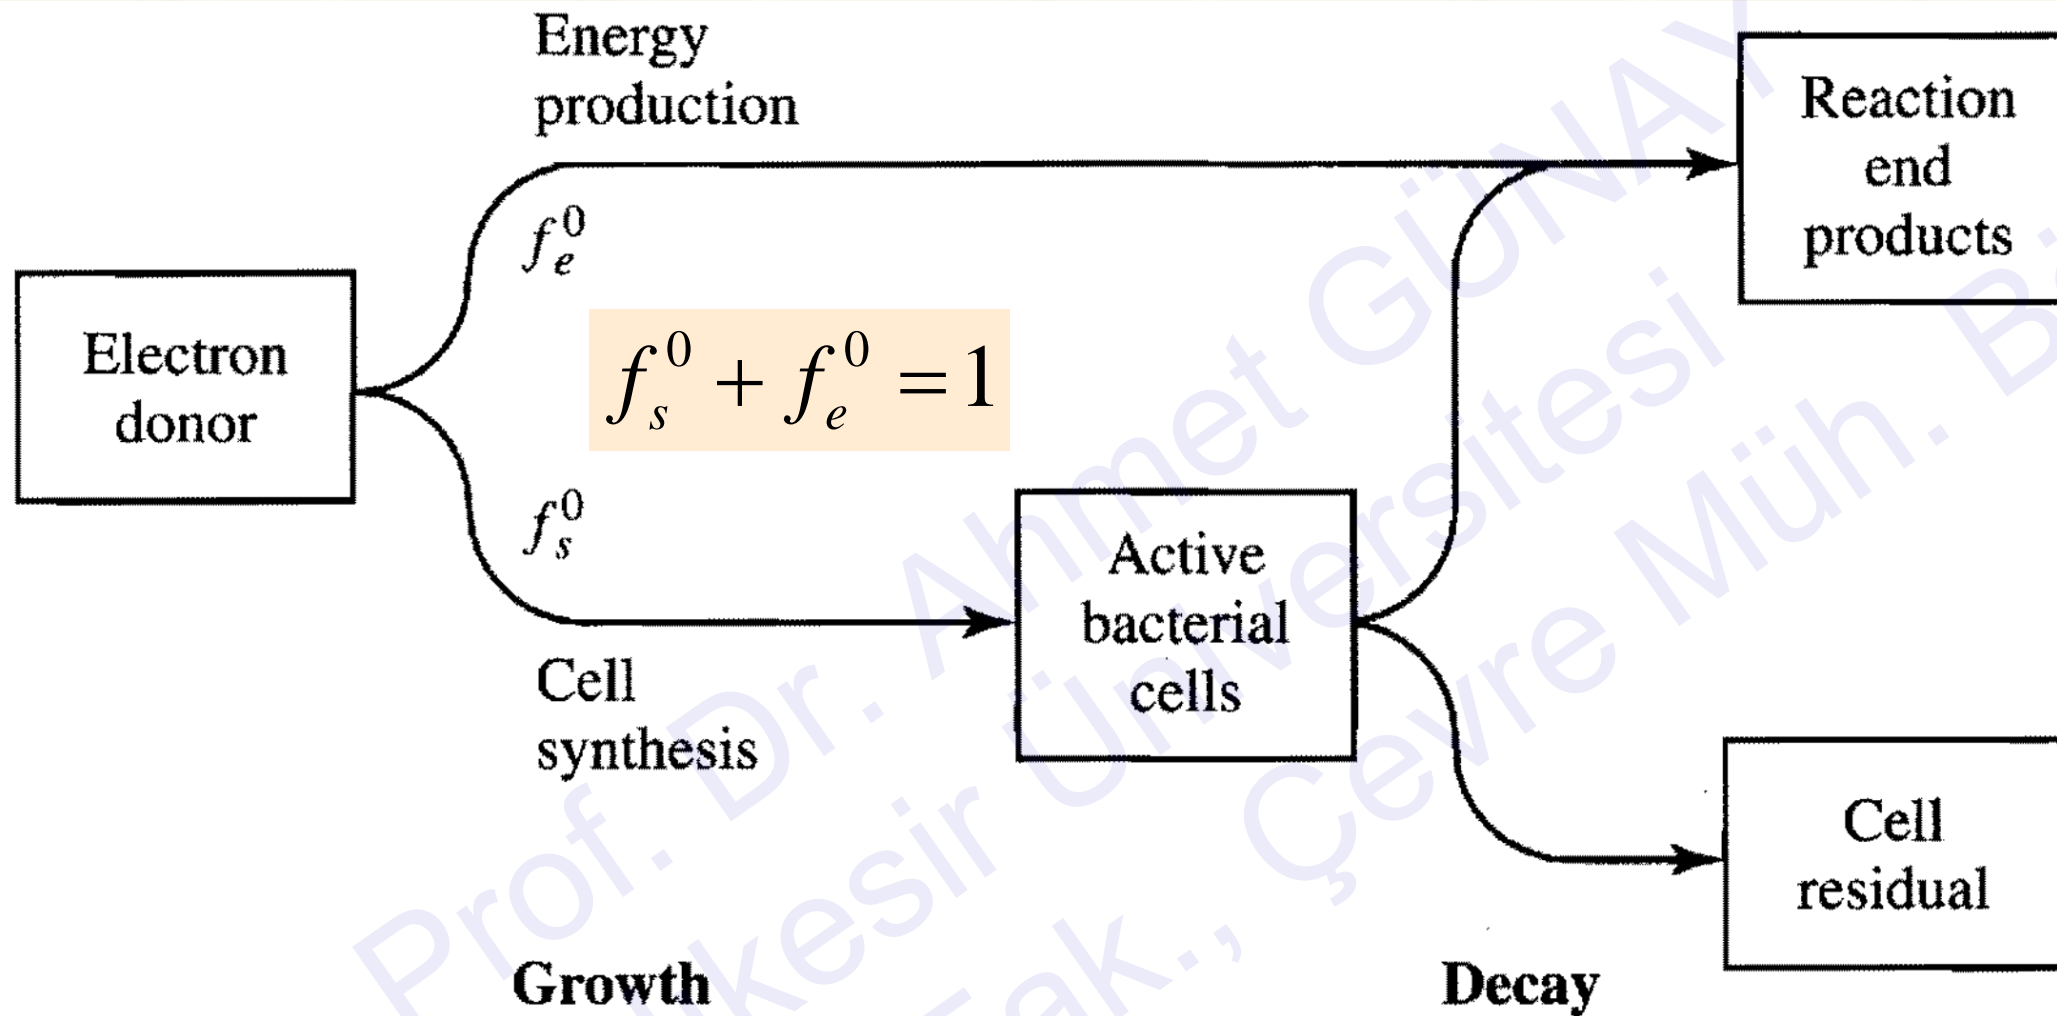 Energy
production
Reaction
end
products
f_e^0
Electron
donor
f_s^0 + f_e^0 = 1
f_s^0
Active
bacterial
cells
Cell
synthesis
Cell
residual
Growth
Decay
Prof. Dr. Ahmet GÜNAY
Üniversitesi
Çevre Müh.